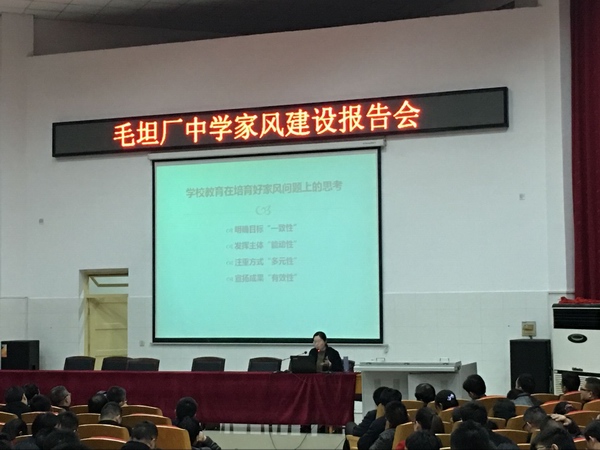 毛坦厂中学家风建设报告会
学校教育在培育好家风问题上的思考
明确目标“一致性”
发挥主体“能动性”
注重方式“多元性”
宣扬成果“有效性”